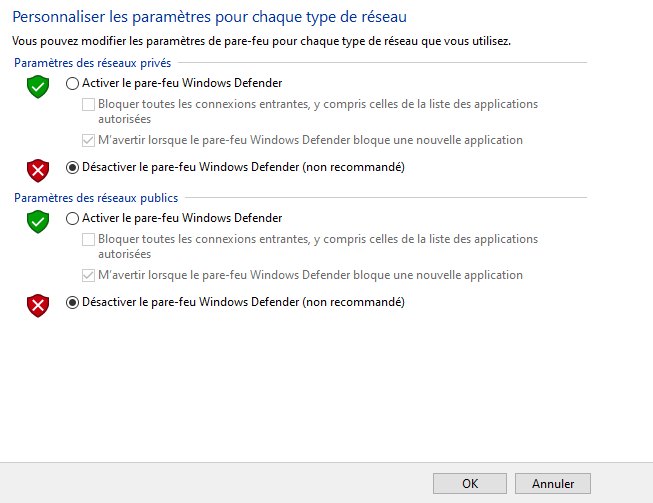 Personnaliser les paramètres pour chaque type de réseau
Vous pouvez modifier les paramètres de pare-feu pour chaque type de réseau que vous utilisez.
Paramètres des réseaux privés
Activer le pare-feu Windows Defender
Bloquer toutes les connexions entrantes, y compris celles de la liste des applications
autorisées
M'avertir lorsque le pare-feu Windows Defender bloque une nouvelle application
Désactiver le pare-feu Windows Defender (non recommandé)
Paramètres des réseaux publics
Activer le pare-feu Windows Defender
Bloquer toutes les connexions entrantes, y compris celles de la liste des applications
autorisées
M'avertir lorsque le pare-feu Windows Defender bloque une nouvelle application
Désactiver le pare-feu Windows Defender (non recommandé)
OK
Annuler